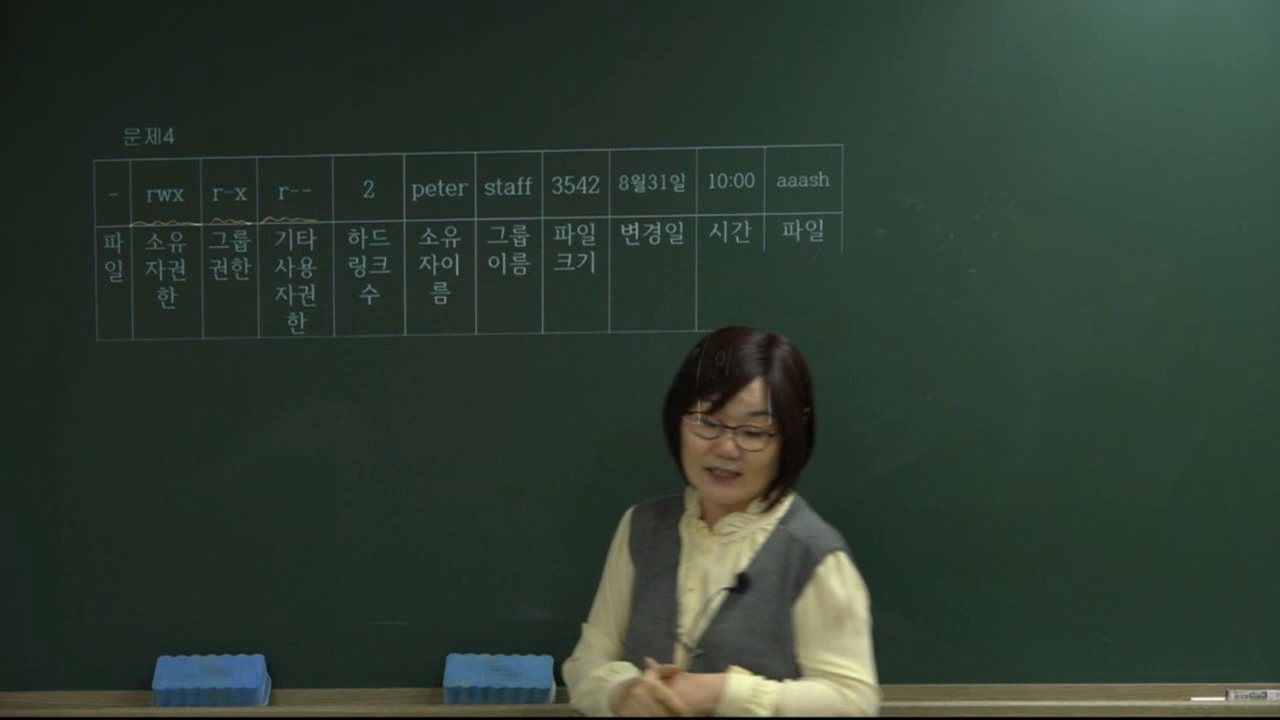 문제4
- rwx r-x r-- 2 peter staff 3542 8월31일 10:00 aaash
파일 소유자권한 그룹권한 기타사용자권한 하드링크수 소유자이름 그룹이름 파일크기 변경일 시간 파일